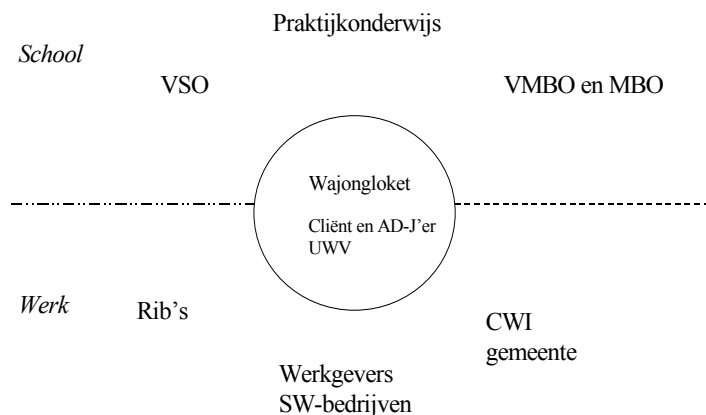 Praktijkonderwijs
School
VSO
VMBO en MBO
Wajongloket
Cliënt en AD-J’er
UWV
Werk
Rib’s
CWI
gemeente
Werkgevers
SW-bedrijven